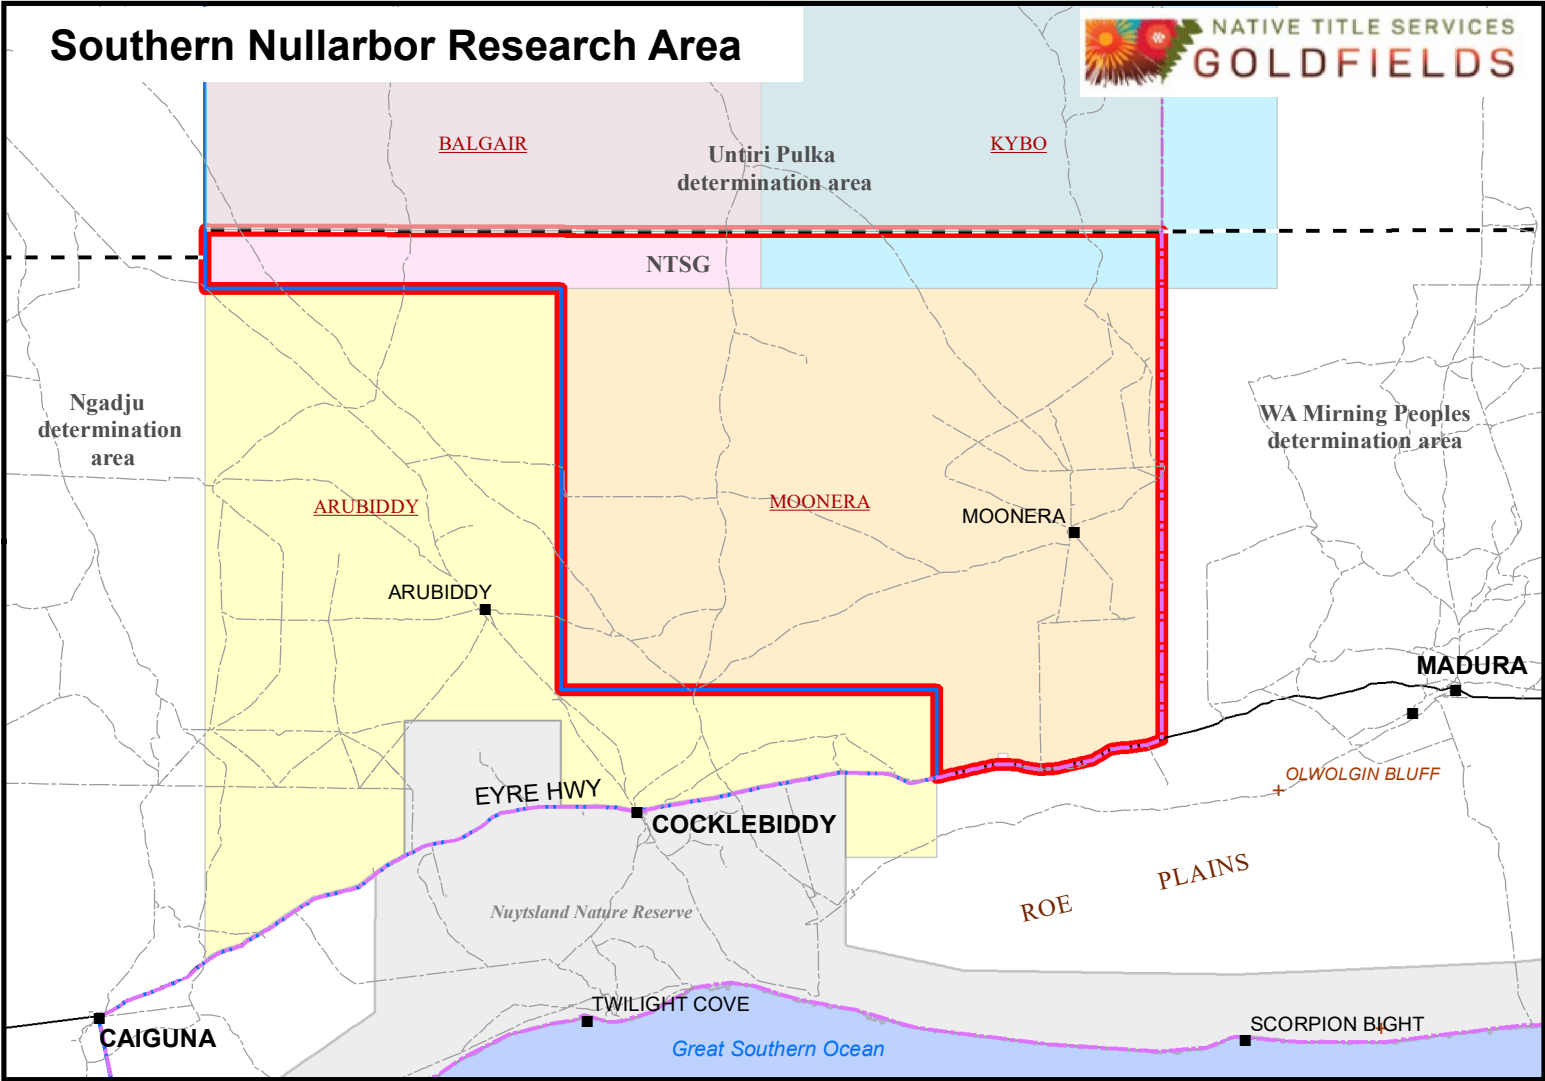 Southern Nullarbor Research Area
NATIVE TITLE SERVICES
GOLDFIELDS
BALGAIR
KYBO
Untiri Pulka
determination area
NTSG
Ngadju
determination
area
WA Mirning Peoples
determination area
ARUBIDDY
MOONERA
MOONERA
ARUBIDDY
MADURA
OLWOLGIN BLUFF
EYRE HWY
COCKLEBIDDY
ROE PLAINS
Nuytsland Nature Reserve
TWILIGHT COVE
SCORPION BIGHT
CAIGUNA
Great Southern Ocean